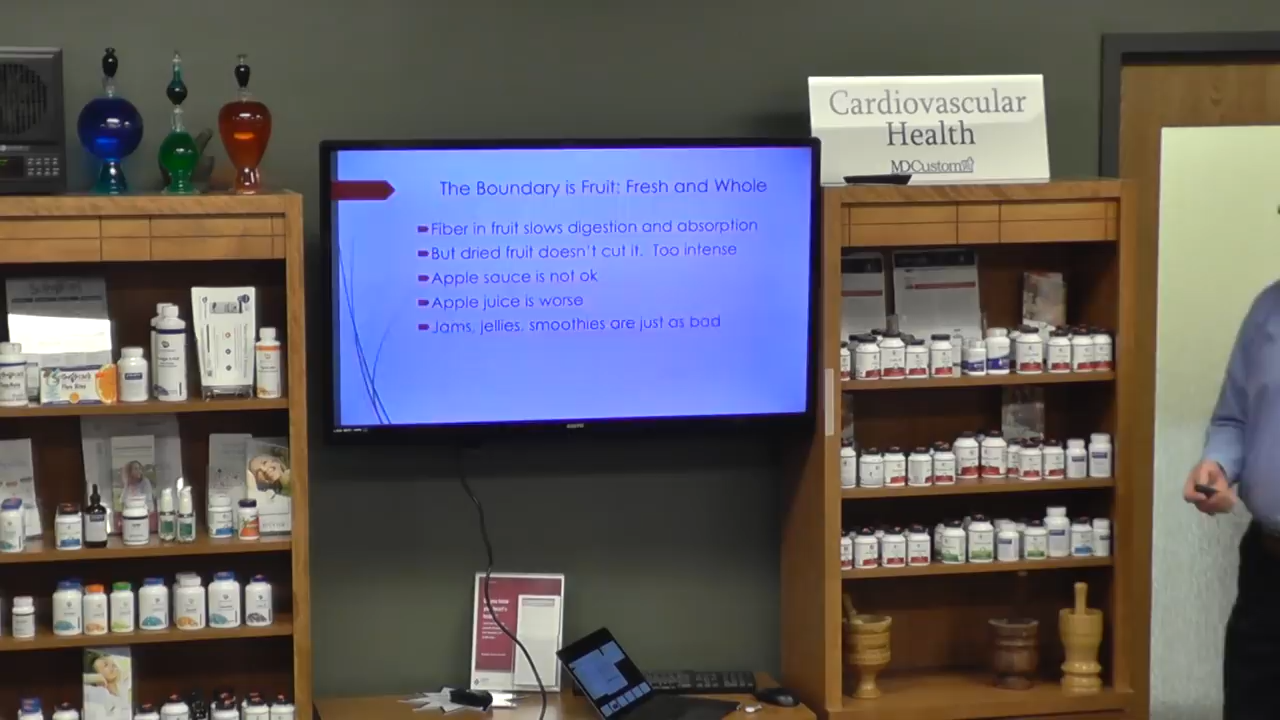 The Boundary is Fruit: Fresh and Whole
Fiber in fruit slows digestion and absorption
But dried fruit doesn't cut it. Too intense
Apple sauce is not ok
Apple juice is worse
Jams, jellies, smoothies are just as bad
Cardiovascular
Health
MDCustomRx